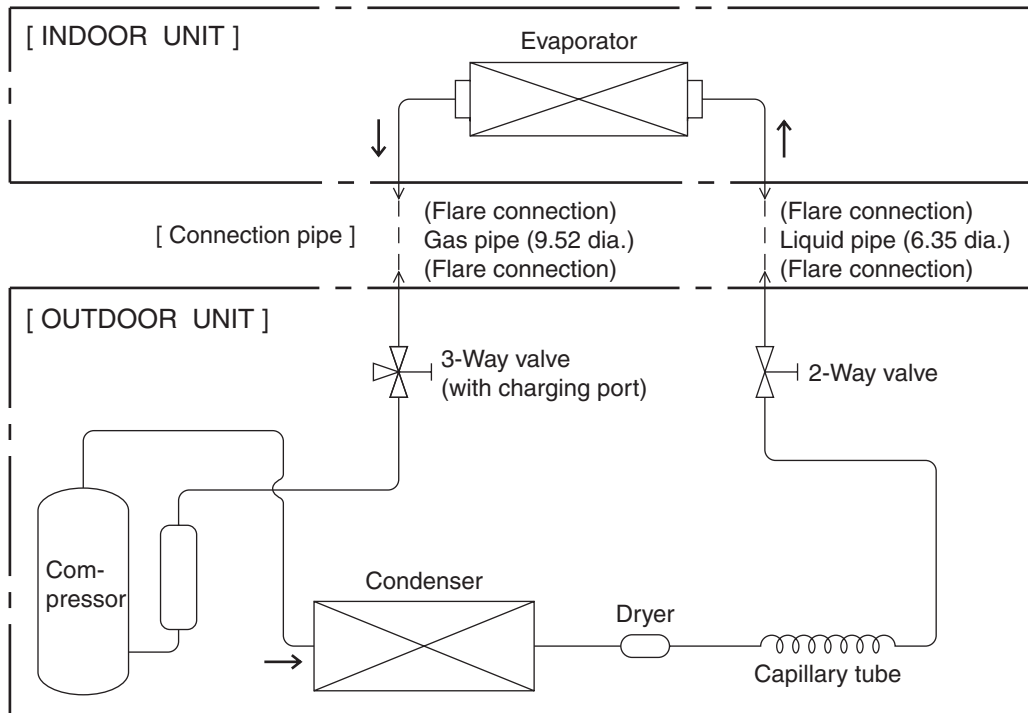 [ INDOOR UNIT ]
Evaporator
[ Connection pipe ]
(Flare connection)
Gas pipe (9.52 dia.)
(Flare connection)
(Flare connection)
Liquid pipe (6.35 dia.)
(Flare connection)
[ OUTDOOR UNIT ]
3-Way valve
(with charging port)
2-Way valve
Com-
pressor
Condenser
Dryer
Capillary tube